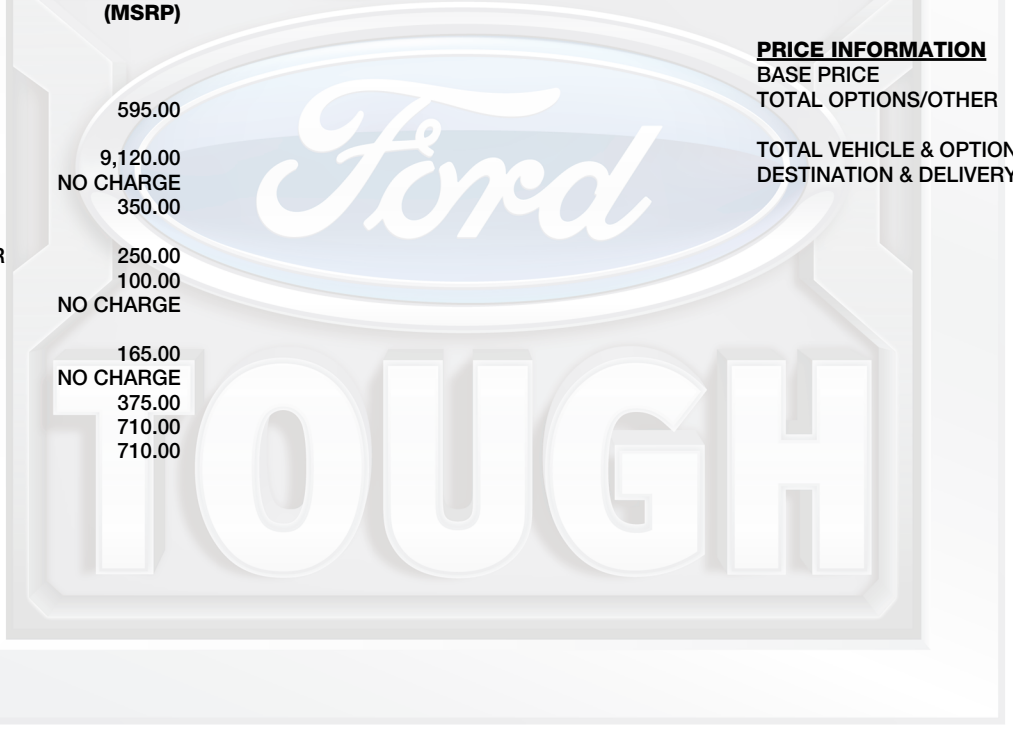 (MSRP)
595.00
9,120.00
NO CHARGE
350.00
R 250.00
100.00
NO CHARGE
165.00
NO CHARGE
375.00
710.00
710.00
PRICE INFORMATION
BASE PRICE
TOTAL OPTIONS/OTHER
TOTAL VEHICLE & OPTION
DESTINATION & DELIVERY
Ford
TOUGH